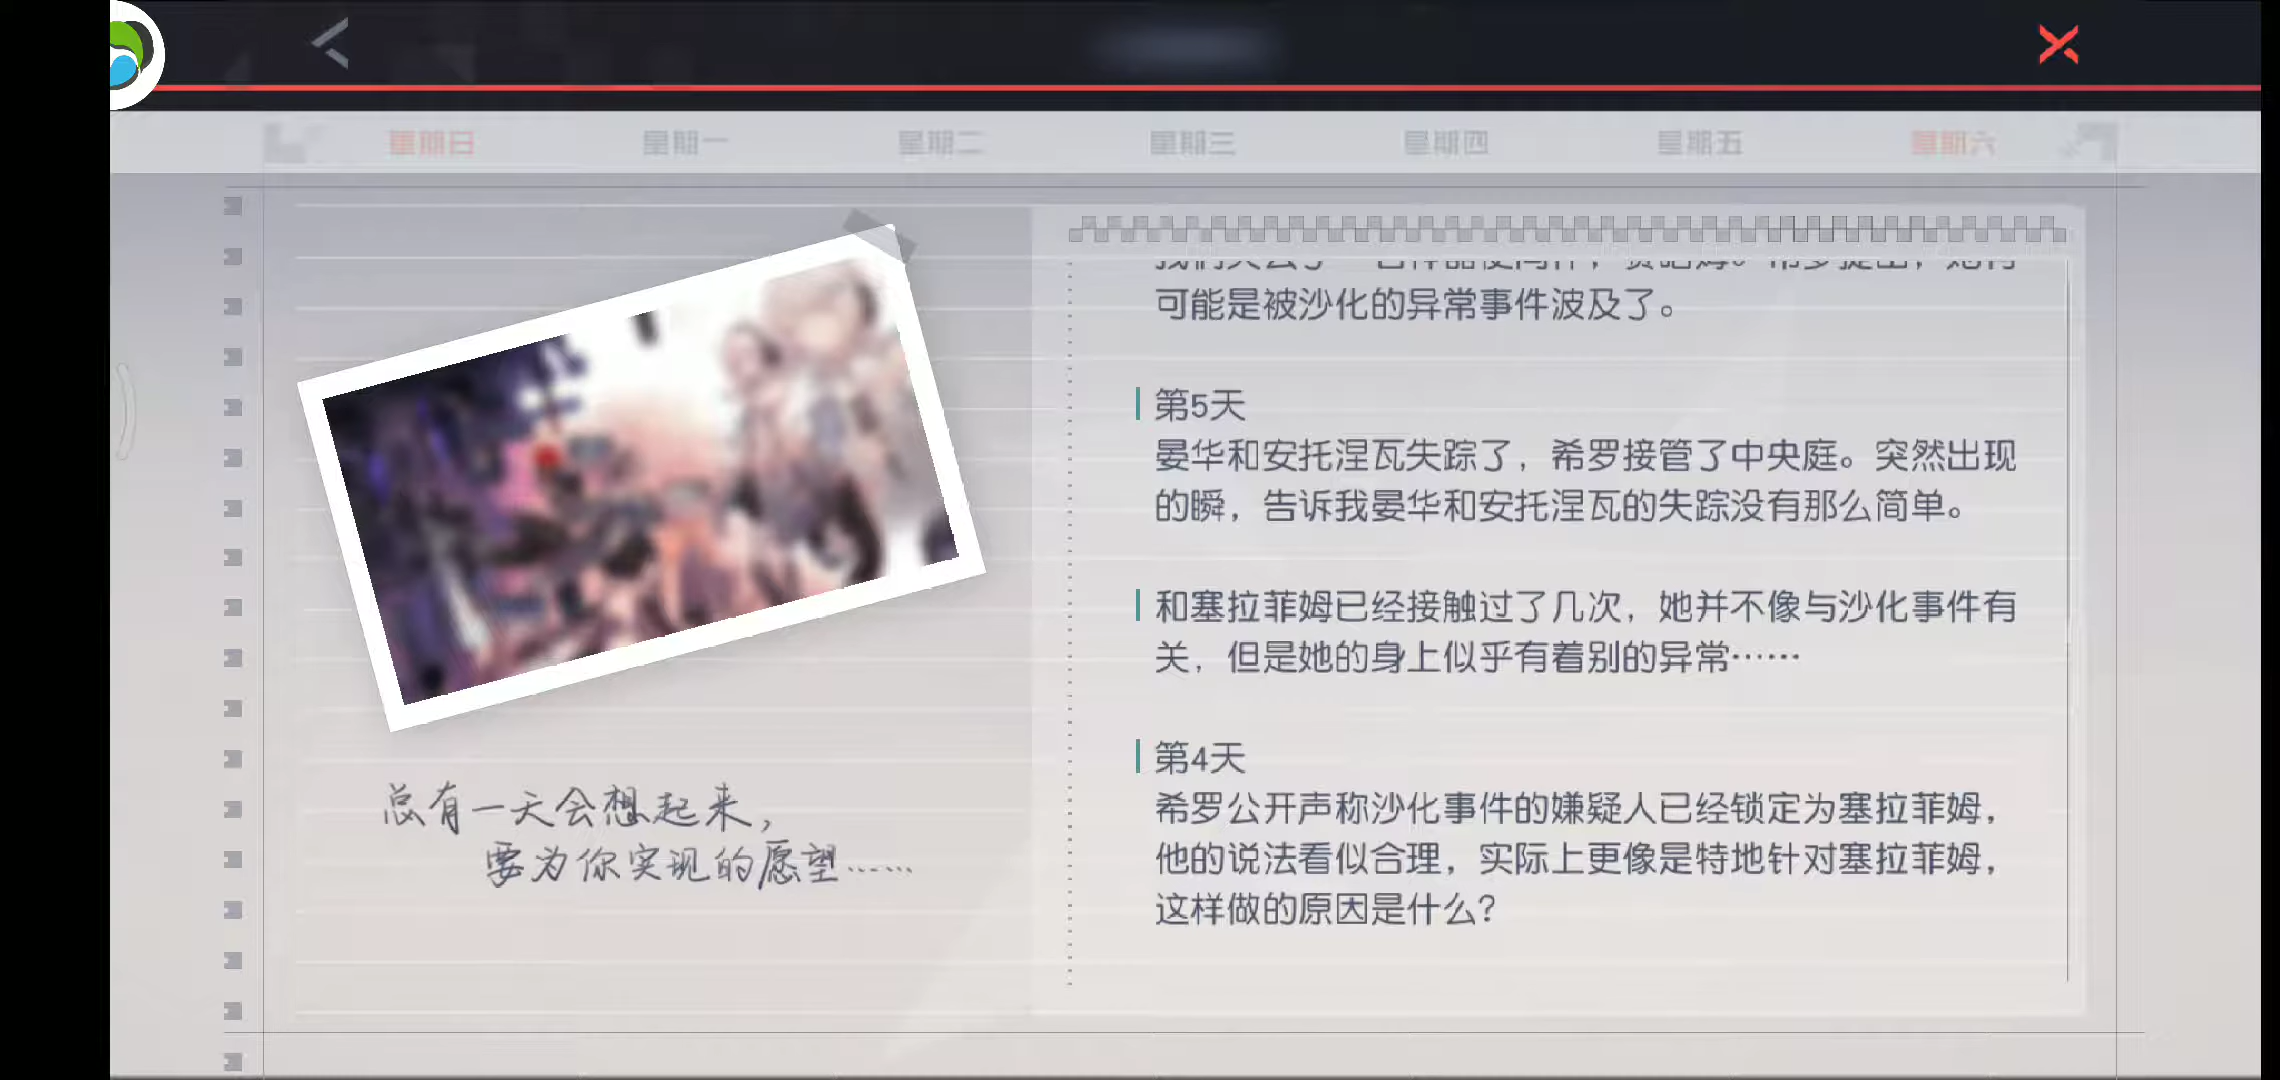 星期日 星期一 星期二 星期三 星期四 星期五 星期六
可能是被沙化的异常事件波及了。
第5天
晏华和安托涅瓦失踪了，希罗接管了中央庭。突然出现
的瞬，告诉我晏华和安托涅瓦的失踪没有那么简单。
和塞拉菲姆已经接触过了几次，她并不像与沙化事件有
关，但是她的身上似乎有着别的异常……
第4天
希罗公开声称沙化事件的嫌疑人已经锁定为塞拉菲姆，
他的说法看似合理，实际上更像是特地针对塞拉菲姆，
这样做的原因是什么？
总有一天会想起来，
要为你实现的愿望……